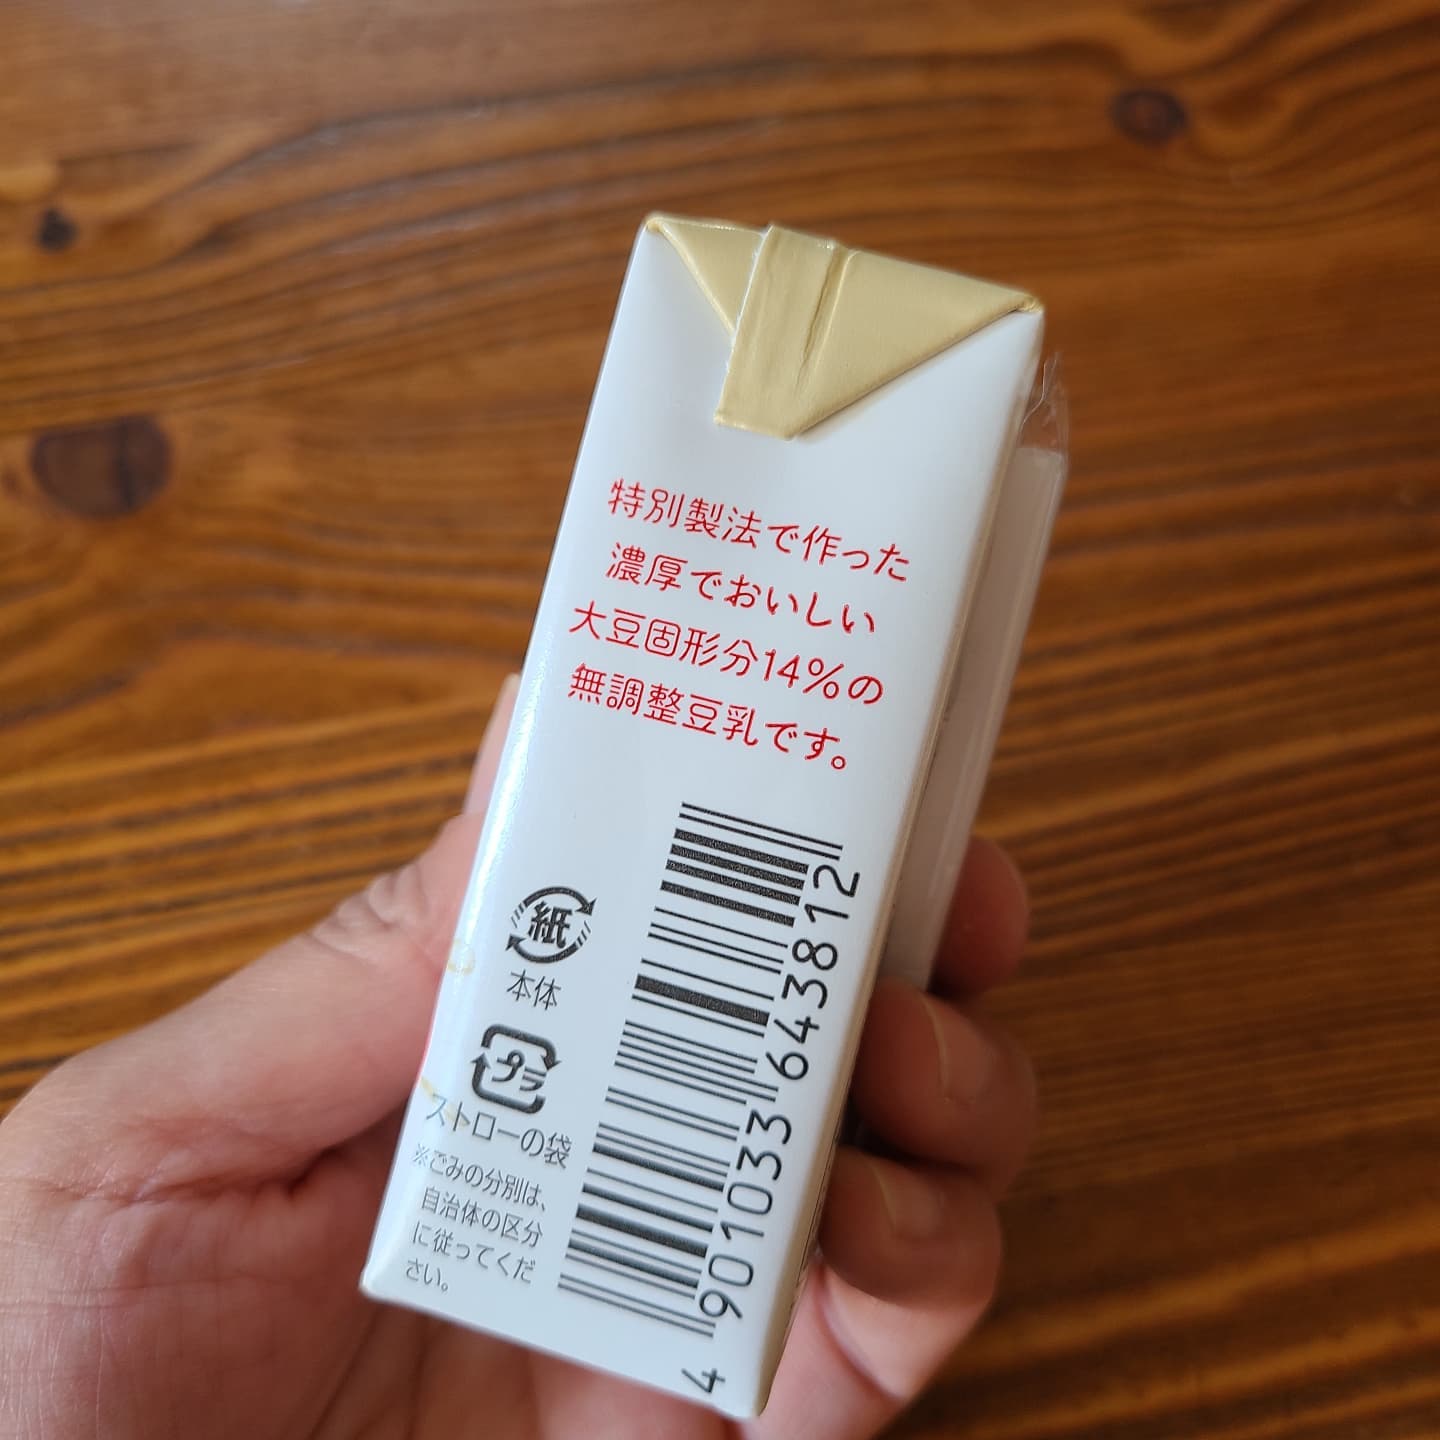 特別製法で作った
濃厚でおいしい
大豆固形分14%の
無調整豆乳です。
紙
本体
プラ
ストローの袋
※ごみの分別は、
自治体の区分
に従ってくだ
さい。
4 901033 643812